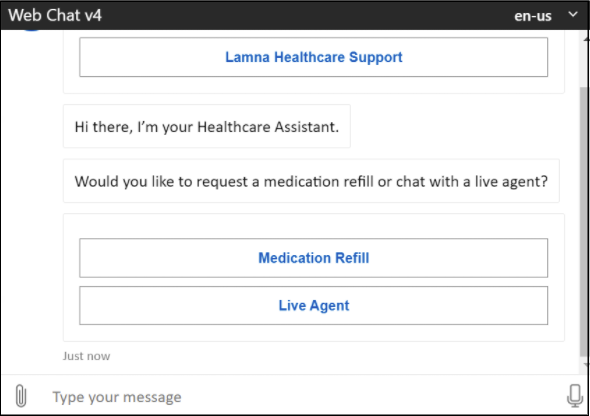 Web Chat v4
en-us
Lamna Healthcare Support
Hi there, I’m your Healthcare Assistant.
Would you like to request a medication refill or chat with a live agent?
Medication Refill
Live Agent
Just now
Type your message